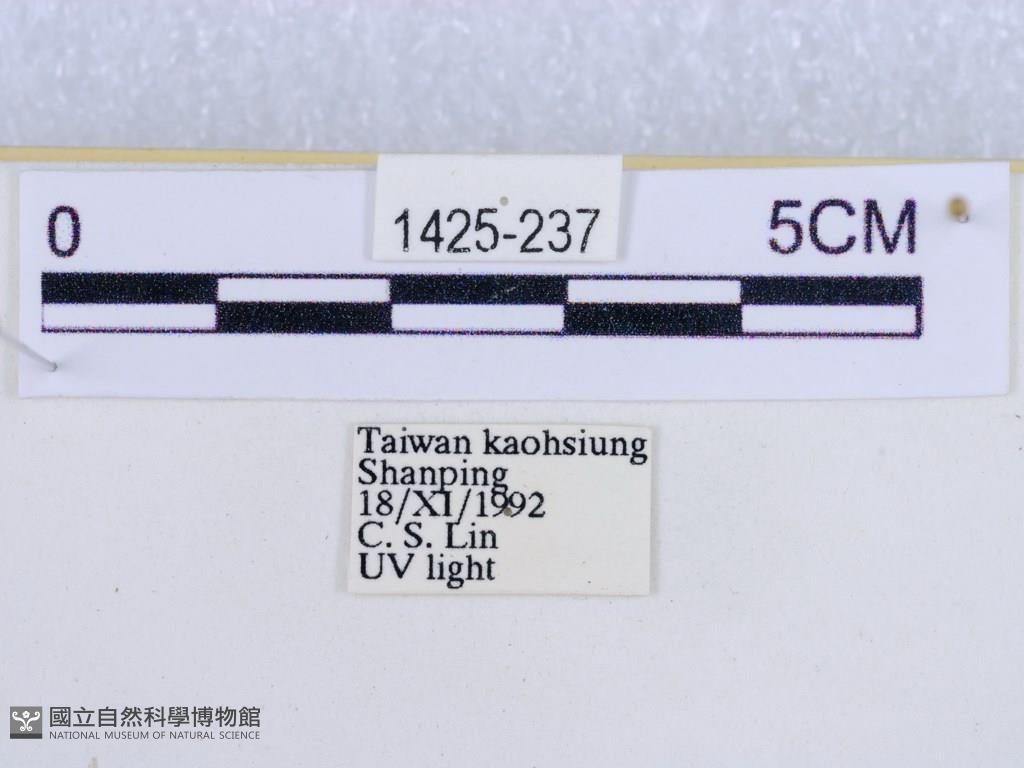 0
1425-237
5CM
Taiwan kaohsiung
Shanping
18/XI/1992
C. S. Lin
UV light
國立自然科學博物館
NATIONAL MUSEUM OF NATURAL SCIENCE